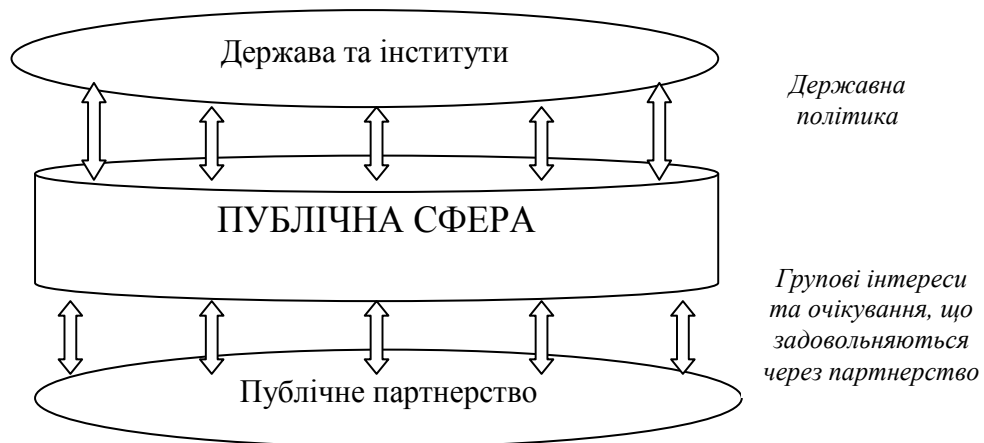 Держава та інститути
Державна
політика
ПУБЛІЧНА СФЕРА
Групові інтереси
та очікування, що
задовольняються
через партнерство
Публічне партнерство